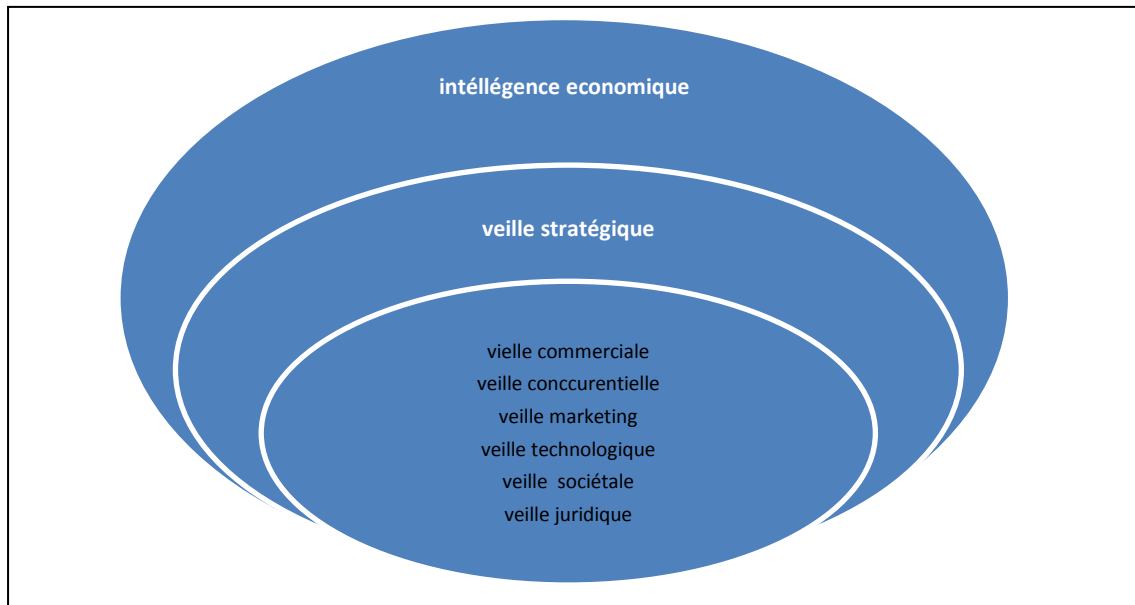 intéllégence economique
veille stratégique
vielle commerciale
veille conccurentielle
veille marketing
veille technologique
veille  sociétale
veille juridique